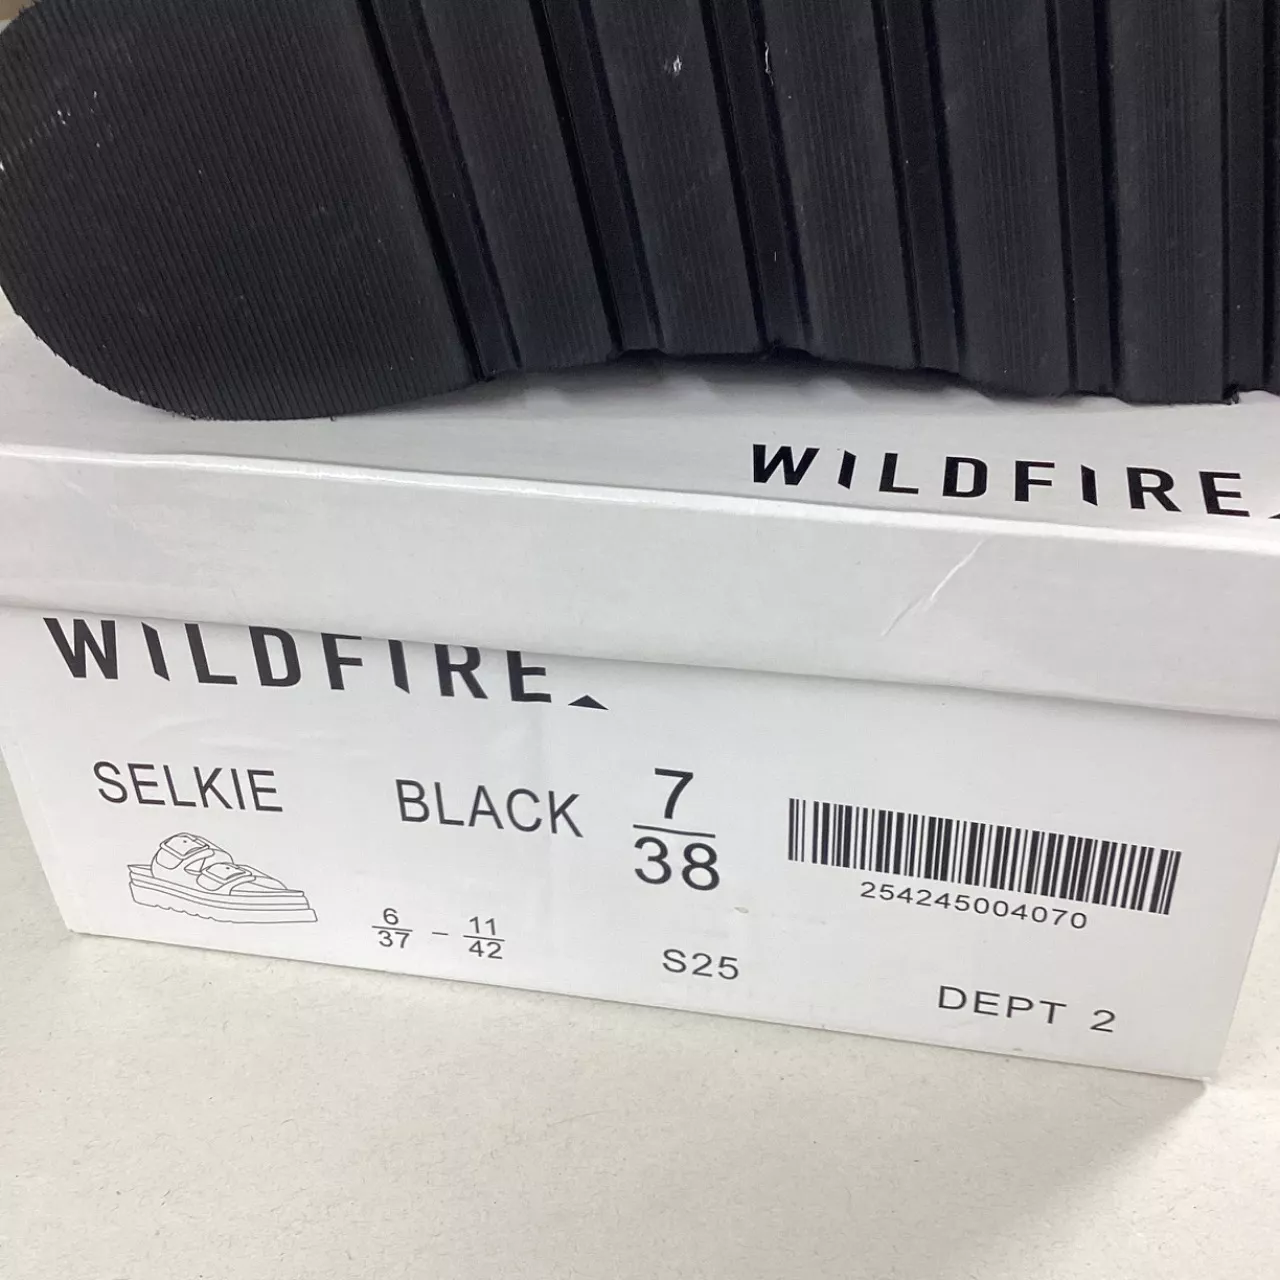 WILDFIRE
WILDFIRE
SELKIE BLACK 7
38
254245004070
6
37 - 11
42
S25
DEPT 2